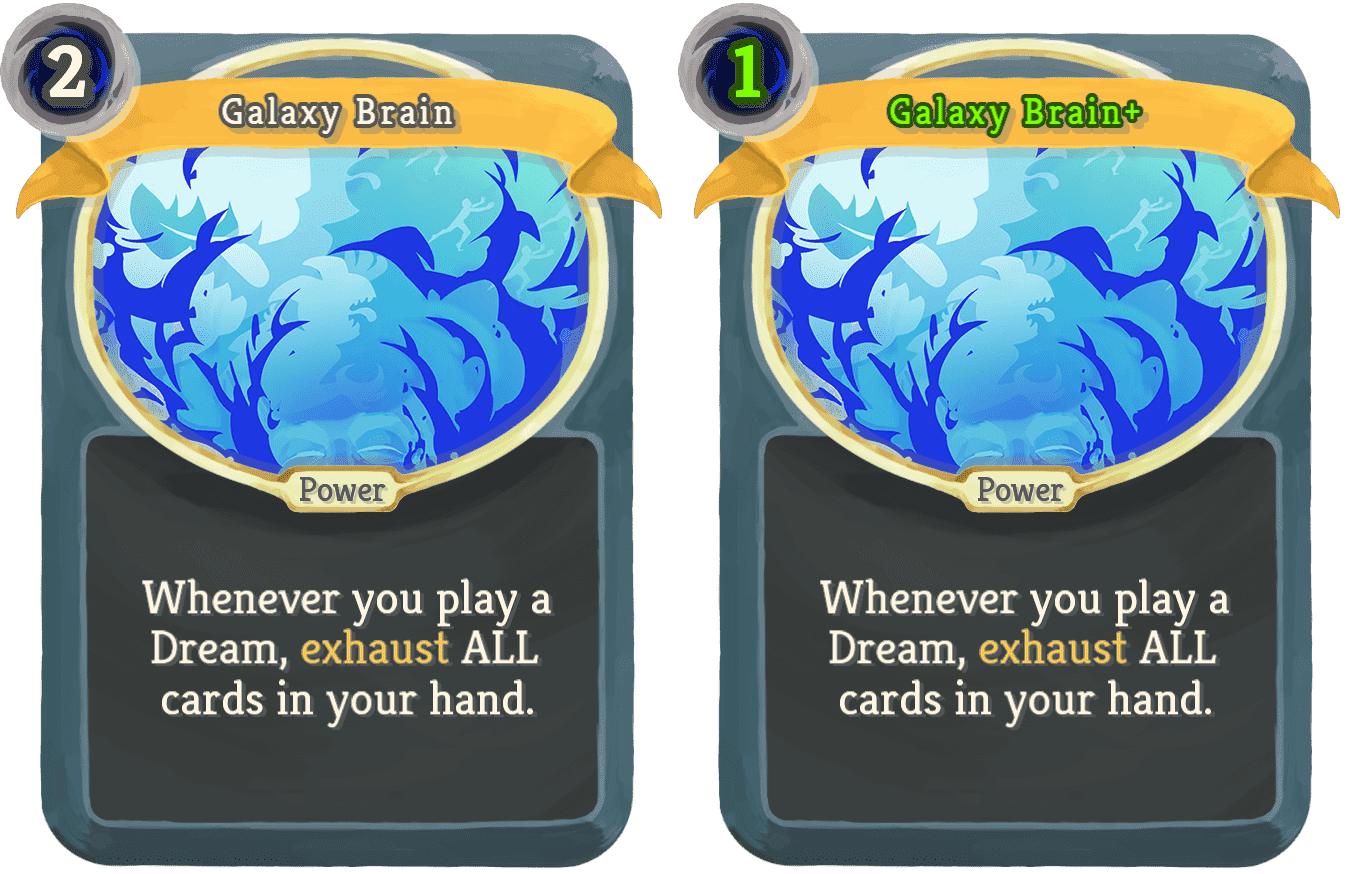 2
Galaxy Brain
Power
Whenever you play a
Dream, exhaust ALL
cards in your hand.
1
Galaxy Brain+
Power
Whenever you play a
Dream, exhaust ALL
cards in your hand.